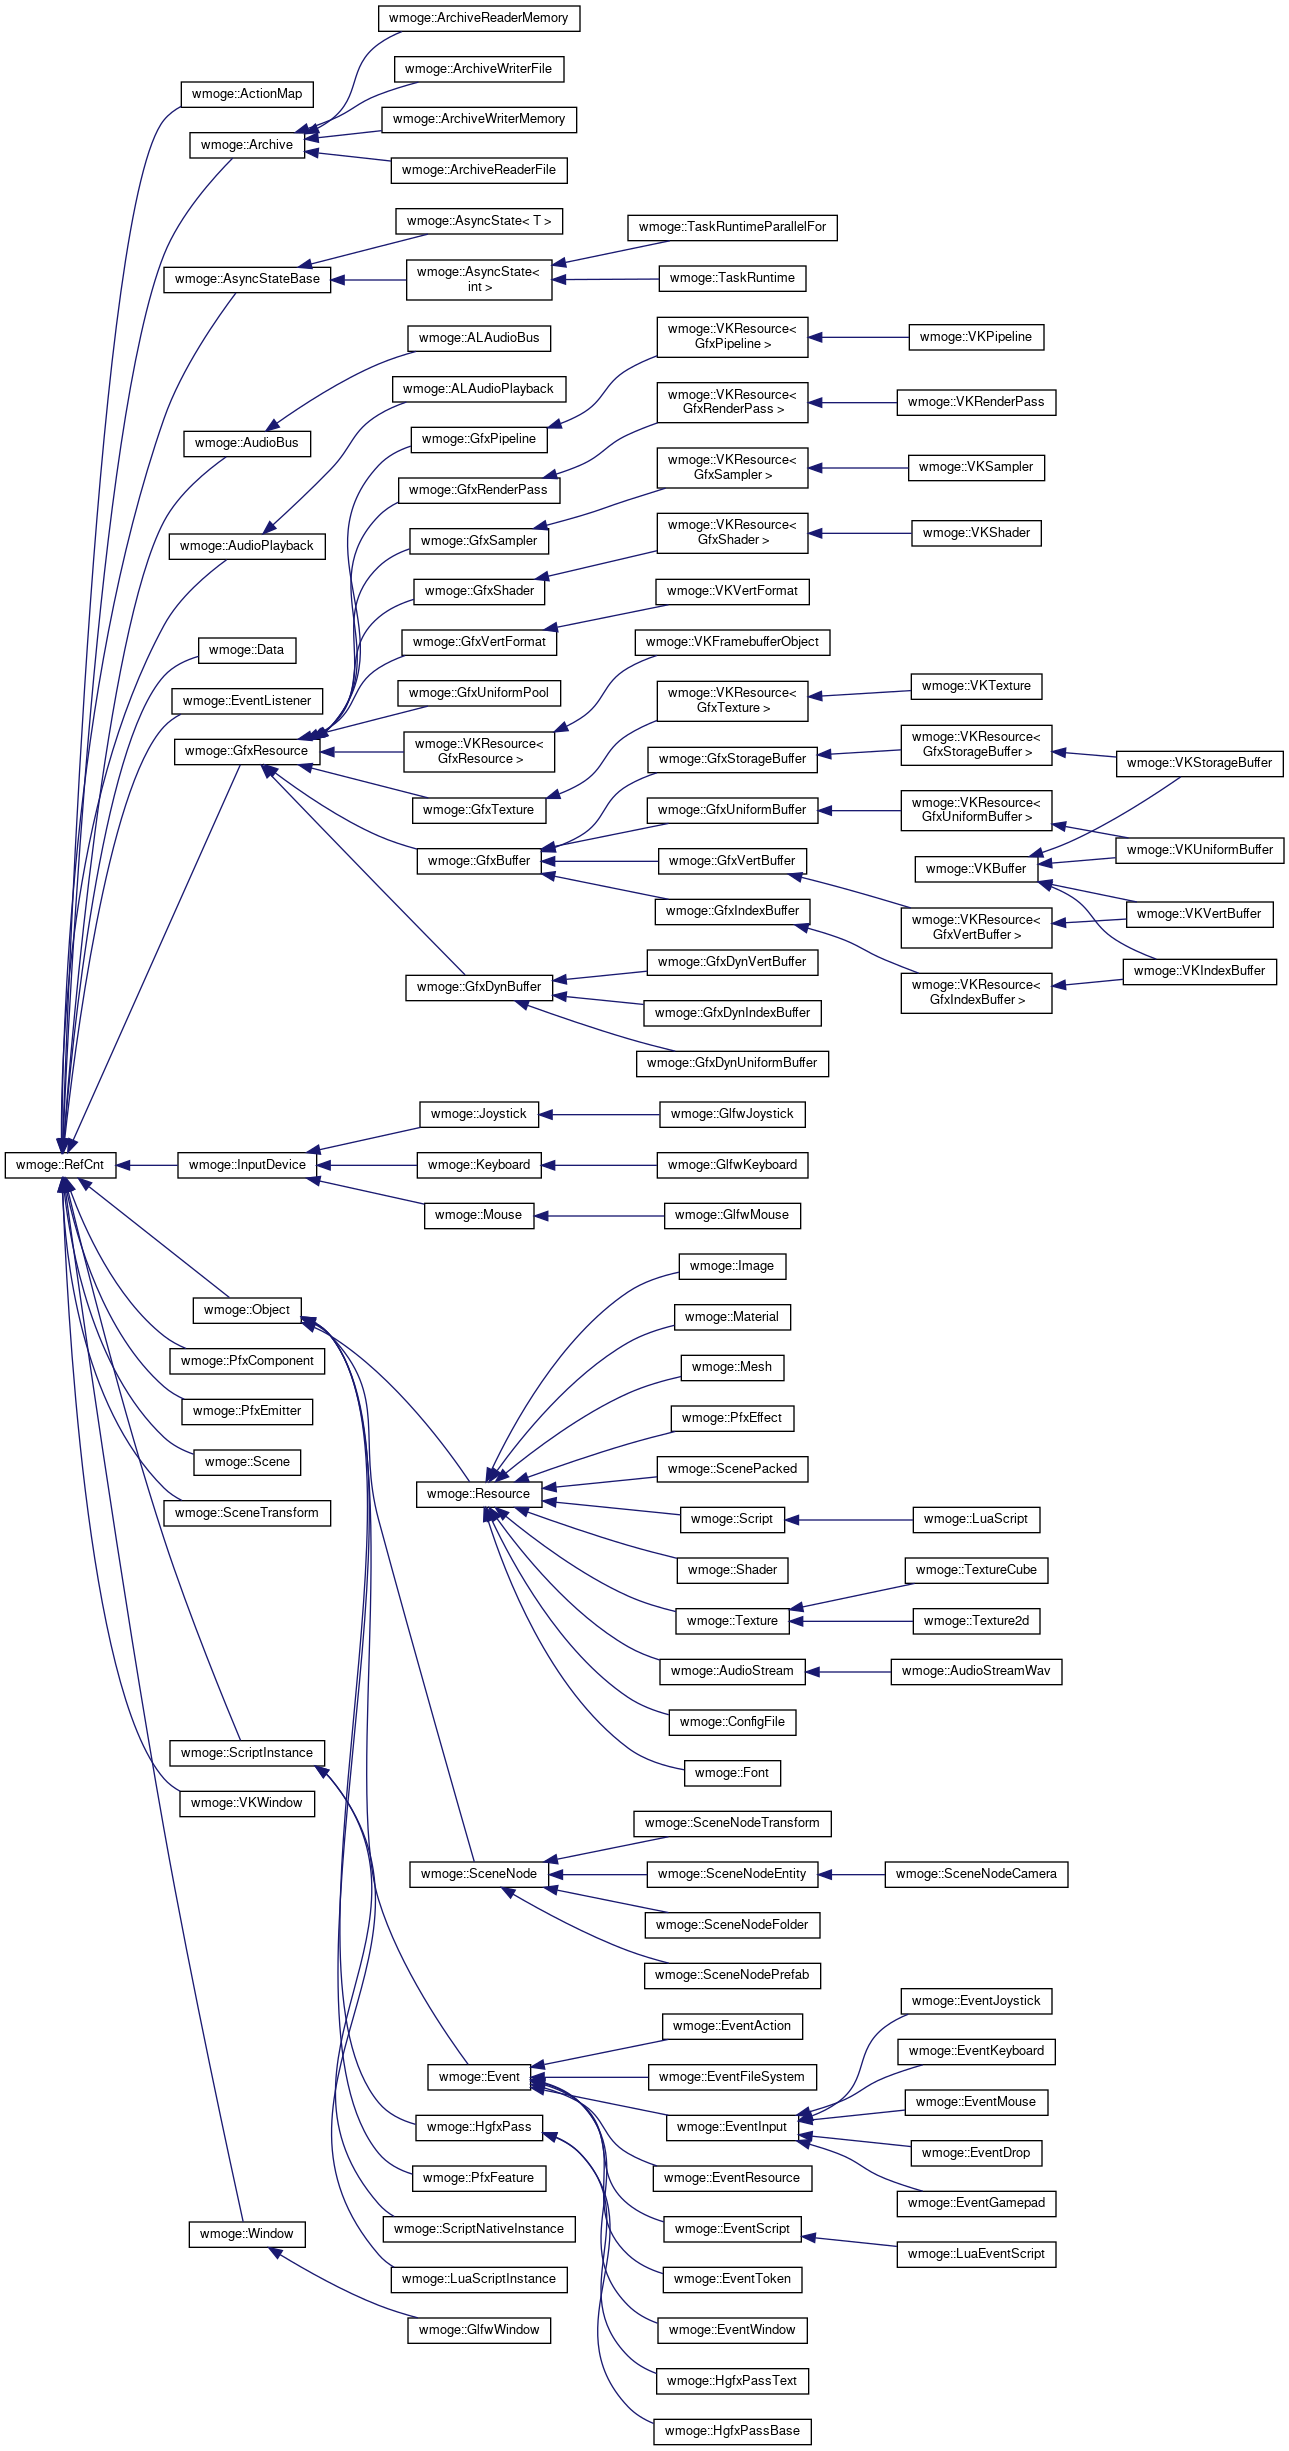 wmoge::ArchiveReaderMemory
wmoge::ArchiveWriterFile
wmoge::ActionMap
wmoge::ArchiveWriterMemory
wmoge::Archive
wmoge::ArchiveReaderFile
wmoge::AsyncState< T >
wmoge::TaskRuntimeParallelFor
wmoge::AsyncStateBase
wmoge::AsyncState<
int >
wmoge::TaskRuntime
wmoge::ALAudioBus
wmoge::VKResource<
GfxPipeline >
wmoge::VKPipeline
wmoge::ALAudioPlayback
wmoge::VKResource<
GfxRenderPass >
wmoge::VKRenderPass
wmoge::AudioBus
wmoge::GfxPipeline
wmoge::VKResource<
GfxSampler >
wmoge::VKSampler
wmoge::GfxRenderPass
wmoge::AudioPlayback
wmoge::GfxSampler
wmoge::VKResource<
GfxShader >
wmoge::VKShader
wmoge::GfxShader
wmoge::VKVertFormat
wmoge::Data
wmoge::GfxVertFormat
wmoge::VKFramebufferObject
wmoge::EventListener
wmoge::GfxUniformPool
wmoge::VKResource<
GfxTexture >
wmoge::VKTexture
wmoge::GfxResource
wmoge::VKResource<
GfxResource >
wmoge::GfxStorageBuffer
wmoge::VKResource<
GfxStorageBuffer >
wmoge::VKStorageBuffer
wmoge::GfxTexture
wmoge::GfxUniformBuffer
wmoge::VKResource<
GfxUniformBuffer >
wmoge::VKUniformBuffer
wmoge::GfxBuffer
wmoge::GfxVertBuffer
wmoge::VKBuffer
wmoge::GfxIndexBuffer
wmoge::VKResource<
GfxVertBuffer >
wmoge::VKVertBuffer
wmoge::GfxDynBuffer
wmoge::GfxDynVertBuffer
wmoge::VKResource<
GfxIndexBuffer >
wmoge::VKIndexBuffer
wmoge::GfxDynIndexBuffer
wmoge::GfxDynUniformBuffer
wmoge::Joystick
wmoge::GlfwJoystick
wmoge::RefCnt
wmoge::InputDevice
wmoge::Keyboard
wmoge::GlfwKeyboard
wmoge::Mouse
wmoge::GlfwMouse
wmoge::Image
wmoge::Object
wmoge::Material
wmoge::PfxComponent
wmoge::Mesh
wmoge::PfxEmitter
wmoge::PfxEffect
wmoge::Scene
wmoge::ScenePacked
wmoge::SceneTransform
wmoge::Resource
wmoge::Script
wmoge::LuaScript
wmoge::Shader
wmoge::TextureCube
wmoge::Texture
wmoge::Texture2d
wmoge::AudioStream
wmoge::AudioStreamWav
wmoge::ConfigFile
wmoge::ScriptInstance
wmoge::Font
wmoge::VKWindow
wmoge::SceneNodeTransform
wmoge::SceneNode
wmoge::SceneNodeEntity
wmoge::SceneNodeCamera
wmoge::SceneNodeFolder
wmoge::SceneNodePrefab
wmoge::EventJoystick
wmoge::EventAction
wmoge::EventKeyboard
wmoge::Event
wmoge::EventFileSystem
wmoge::EventMouse
wmoge::HgfxPass
wmoge::EventInput
wmoge::EventDrop
wmoge::PfxFeature
wmoge::EventResource
wmoge::EventGamepad
wmoge::Window
wmoge::ScriptNativeInstance
wmoge::EventScript
wmoge::LuaEventScript
wmoge::LuaScriptInstance
wmoge::EventToken
wmoge::GlfwWindow
wmoge::EventWindow
wmoge::HgfxPassText
wmoge::HgfxPassBase